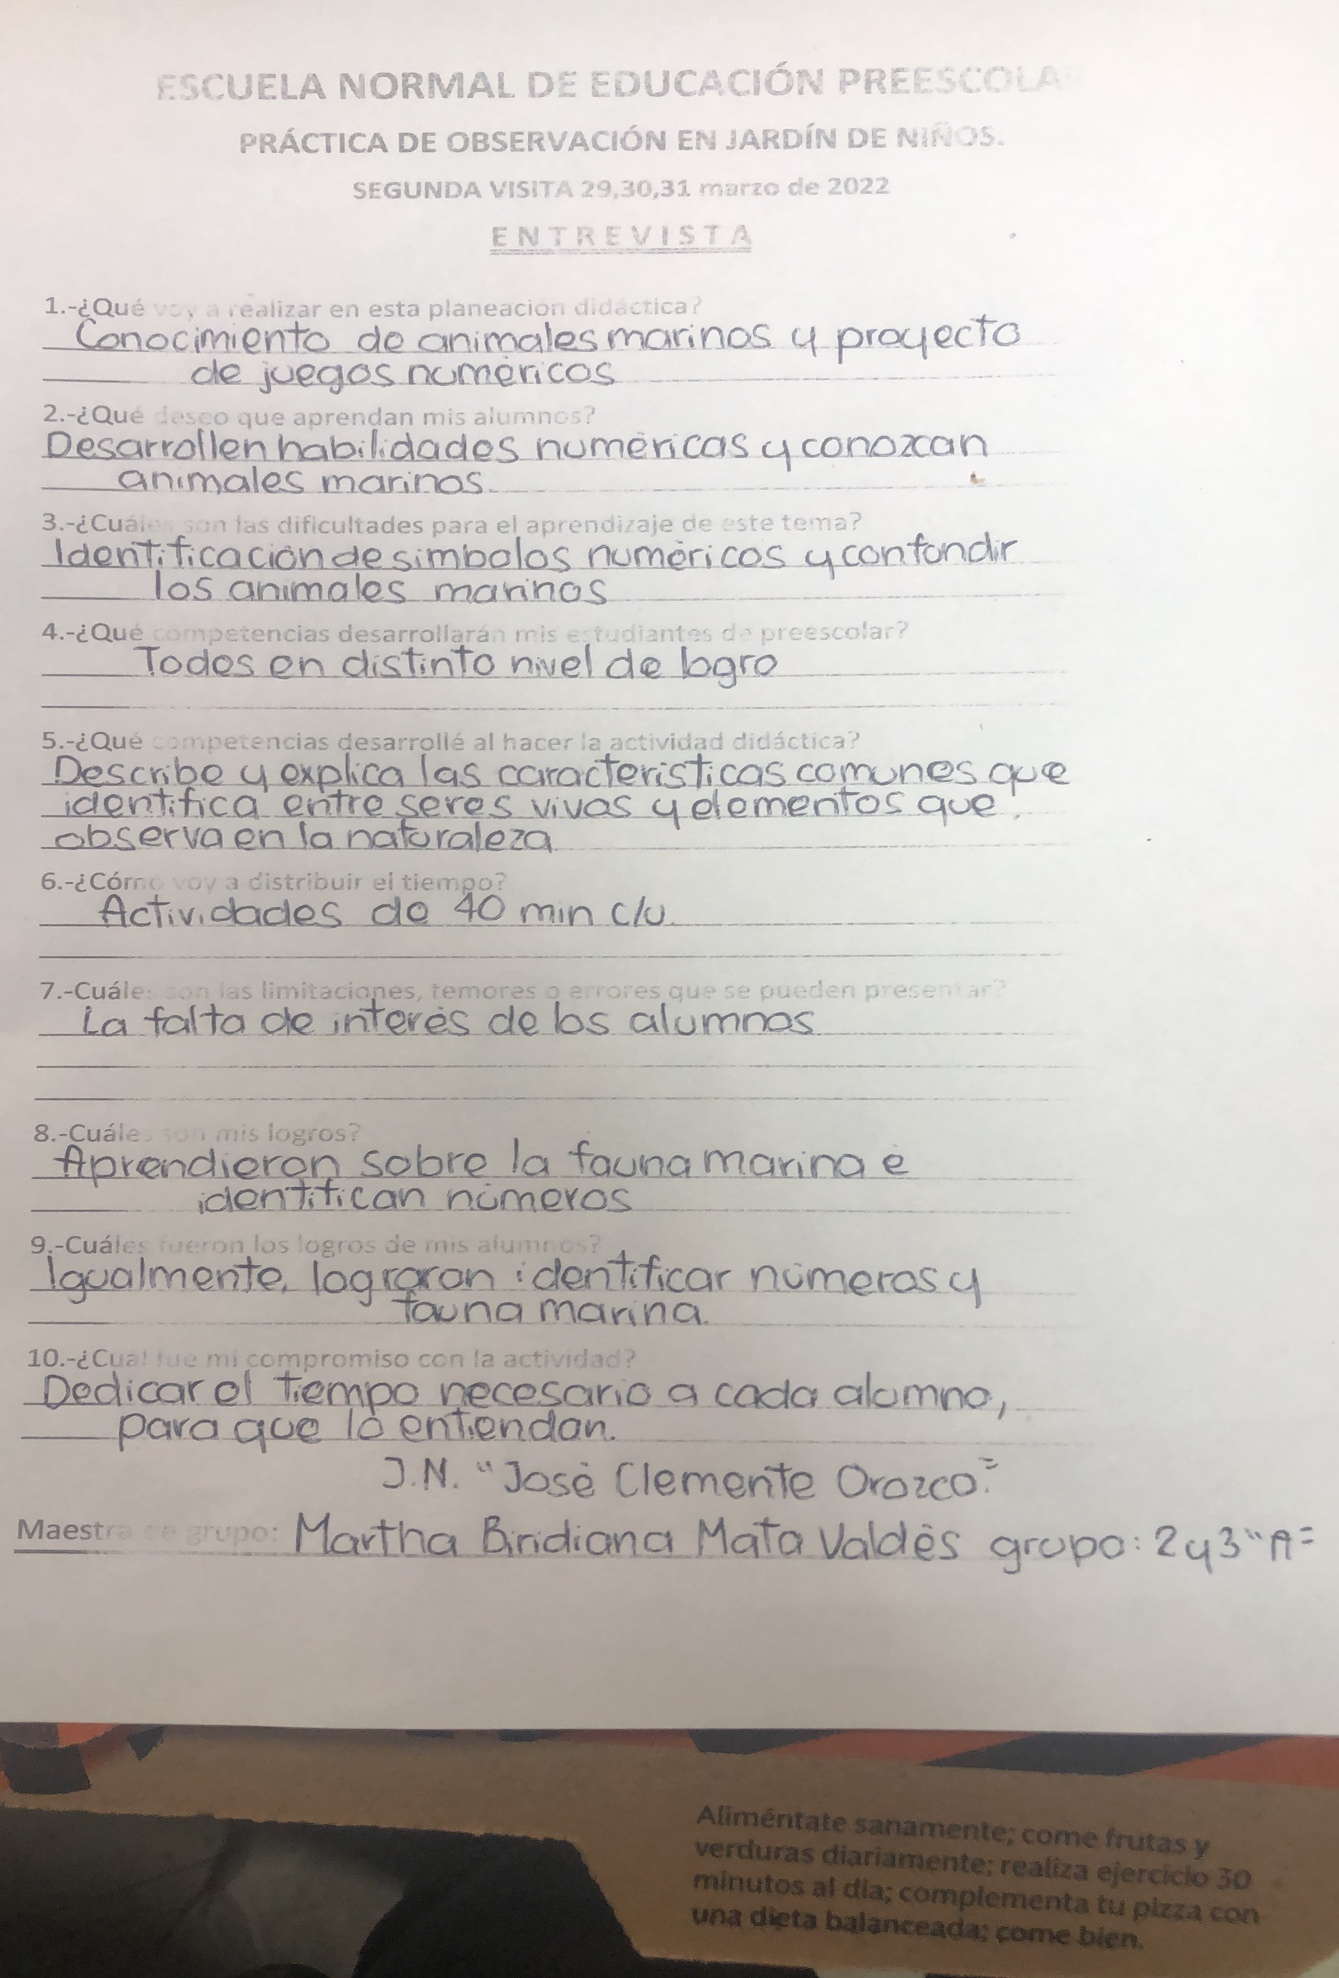 ESCUELA NORMAL DE EDUCACIÓN PREESCOLAR
PRÁCTICA DE OBSERVACIÓN EN JARDÍN DE NIÑOS.
SEGUNDA VISITA 29,30,31 marzo de 2022
ENTREVISTA
1.-¿Qué voy a realizar en esta planeación didáctica?
Conocimiento de animales marinos y proyecto
de juegos numéricos
2.-¿Qué deseo que aprendan mis alumnos?
Desarrollen habilidades numéricas y conozcan
animales marinos.
3.-¿Cuáles son las dificultades para el aprendizaje de este tema?
Identificación de simbolos numéricos y confundir
los animales marinos
4.-¿Qué competencias desarrollarán mis estudiantes de preescolar?
Todos en distinto nivel de logro
5.-¿Qué competencias desarrollé al hacer la actividad didáctica?
Describe y explica las caracteristicas comunes que
identifica entre seres vivos y elementos que
observa en la naturaleza
6.-¿Cómo voy a distribuir el tiempo?
Actividades de 40 min c/u.
7.-Cuáles son las limitaciones, temores o errores que se pueden presentar?
La falta de interés de los alumnos
8.-Cuáles son mis logros?
Aprendieron sobre la fauna marina e
identifican números
9.-Cuáles fueron los logros de mis alumnos?
Igualmente, lograron identificar números y
fauna marina.
10.-¿Cual fue mi compromiso con la actividad?
Dedicar el tiempo necesario a cada alumno,
para que lo entiendan.
J.N. "José Clemente Orozco."
Maestra de grupo: Martha Biridiana Mata Valdés grupo: 2 y 3 "A"
Aliméntate sanamente; come frutas y
verduras diariamente; realiza ejercicio 30
minutos al dia; complementa tu pizza con
una dieta balanceada; come bien.